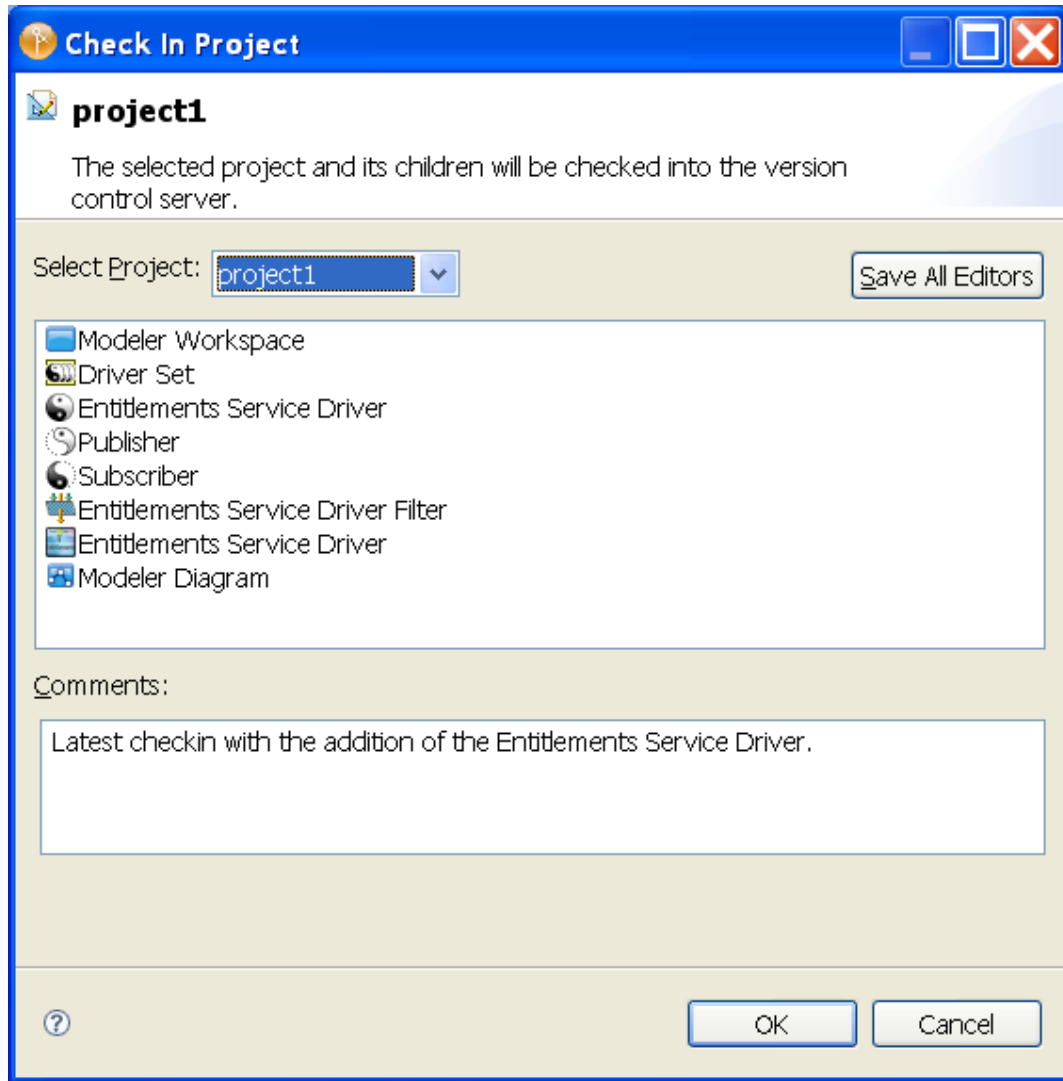 Check In Project
project1
The selected project and its children will be checked into the version
control server.
Select Project: project1 Save All Editors
Modeler Workspace
Driver Set
Entitlements Service Driver
Publisher
Subscriber
Entitlements Service Driver Filter
Entitlements Service Driver
Modeler Diagram
Comments:
Latest checkin with the addition of the Entitlements Service Driver.
? OK Cancel